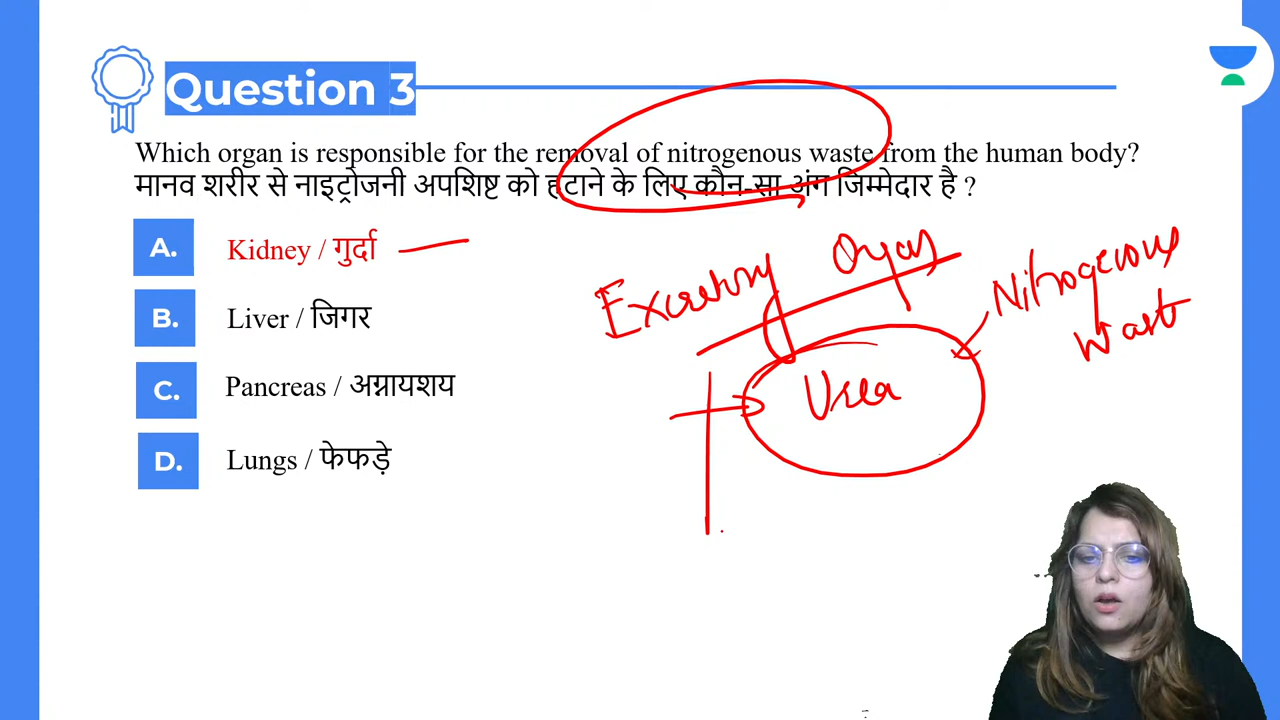 Question 3
Which organ is responsible for the removal of nitrogenous waste from the human body?
मानव शरीर से नाइट्रोजनी अपशिष्ट को हटाने के लिए कौन-सा अंग जिम्मेदार है ?
A. Kidney / गुर्दा
B. Liver / जिगर
C. Pancreas / अग्नायशय
D. Lungs / फेफड़े
Excretory Organ
Nitrogenous
Waste
Urea